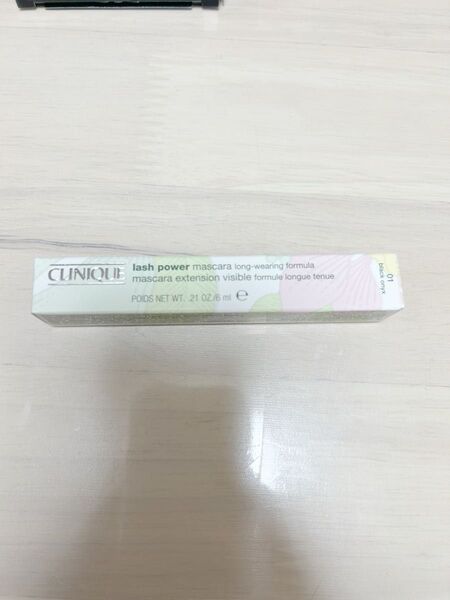 CLINIQUE
lash power mascara long-wearing formula
mascara extension visible formule longue tenue
POIDS NET WT. .21 OZ./6 ml ℮
01
black onyx